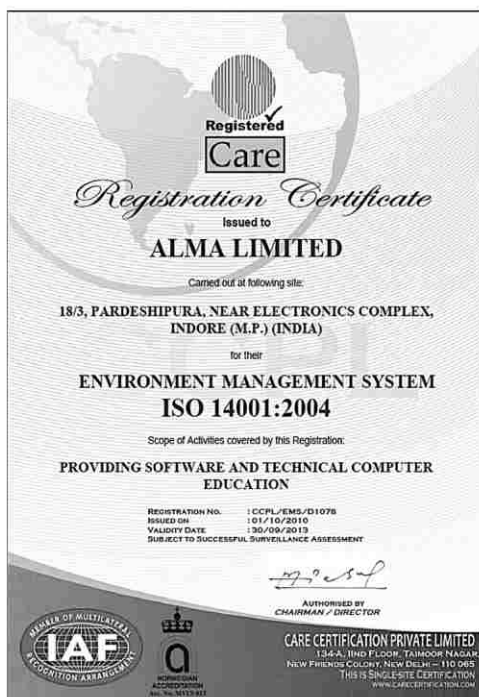 Registered
Care
Registration Certificate
Issued to
ALMA LIMITED
Carried out at following site:
18/3, PARDESHIPURA, NEAR ELECTRONICS COMPLEX,
INDORE (M.P.) (INDIA)
for their
ENVIRONMENT MANAGEMENT SYSTEM
ISO 14001:2004
Scope of Activities covered by this Registration:
PROVIDING SOFTWARE AND TECHNICAL COMPUTER
EDUCATION
REGISTRATION NO. : CCPL/EMS/D1078
ISSUED ON : 01/10/2010
VALIDITY DATE : 30/09/2013
SUBJECT TO SUCCESSFUL SURVEILLANCE ASSESSMENT
AUTHORISED BY
CHAIRMAN / DIRECTOR
MEMBER OF MULTILATERAL
IAF
RECOGNITION ARRANGEMENT
NORWEGIAN
ACCREDITATION
CARE CERTIFICATION PRIVATE LIMITED
134-A, IIND FLOOR, TAIMOOR NAGAR,
NEW FRIENDS COLONY, NEW DELHI – 110 065
THIS IS SINGLE-SITE CERTIFICATION
WWW.CARECERTIFICATION.COM